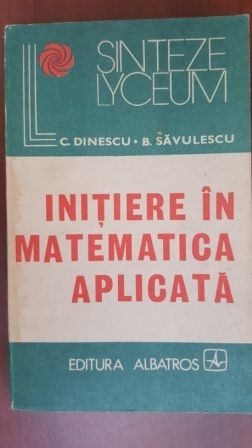 SINTEZE
LYCEUM
C. DINESCU • B. SĂVULESCU
INIȚIERE ÎN
MATEMATICA
APLICATĂ
EDITURA ALBATROS